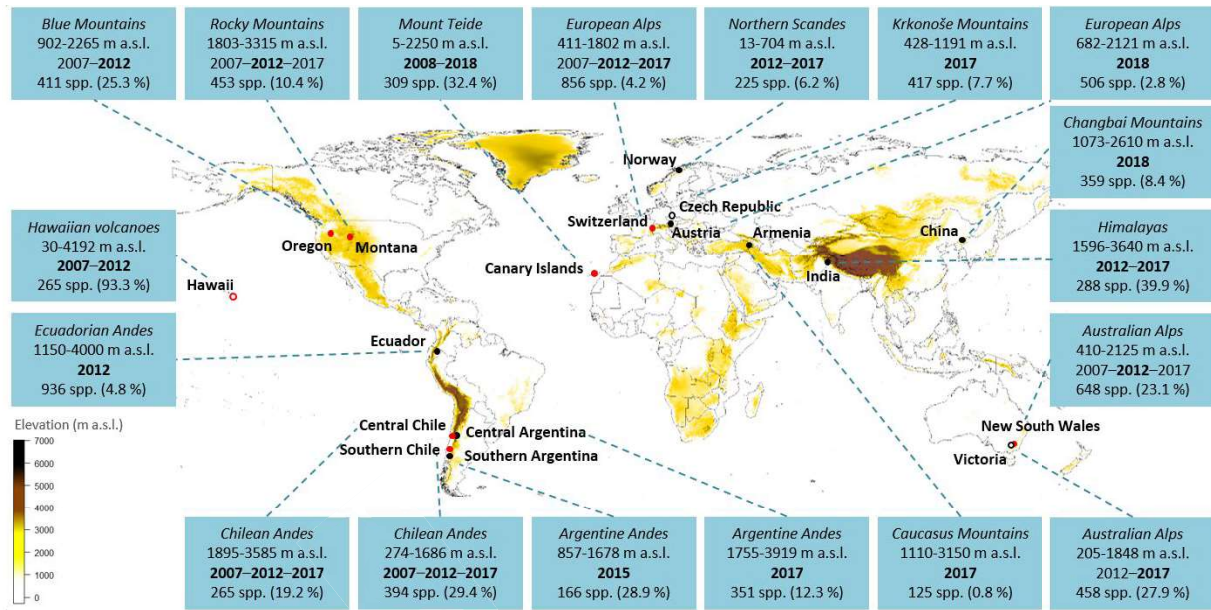 Blue Mountains
902-2265 m a.s.l.
2007–2012
411 spp. (25.3 %)
Rocky Mountains
1803-3315 m a.s.l.
2007–2012–2017
453 spp. (10.4 %)
Mount Teide
5-2250 m a.s.l.
2008–2018
309 spp. (32.4 %)
European Alps
411-1802 m a.s.l.
2007–2012–2017
856 spp. (4.2 %)
Northern Scandes
13-704 m a.s.l.
2012–2017
225 spp. (6.2 %)
Krkonoše Mountains
428-1191 m a.s.l.
2017
417 spp. (7.7 %)
European Alps
682-2121 m a.s.l.
2018
506 spp. (2.8 %)
Changbai Mountains
1073-2610 m a.s.l.
2018
359 spp. (8.4 %)
Hawaiian volcanoes
30-4192 m a.s.l.
2007–2012
265 spp. (93.3 %)
Himalayas
1596-3640 m a.s.l.
2012–2017
288 spp. (39.9 %)
Ecuadorian Andes
1150-4000 m a.s.l.
2012
936 spp. (4.8 %)
Australian Alps
410-2125 m a.s.l.
2007–2012–2017
648 spp. (23.1 %)
Norway
Czech Republic
Switzerland
Austria
Armenia
China
Oregon
Montana
Canary Islands
India
Hawaii
Ecuador
Central Chile
Central Argentina
Southern Chile
Southern Argentina
New South Wales
Victoria
Elevation (m a.s.l.)
7000
6000
5000
4000
3000
2000
1000
0
Chilean Andes
1895-3585 m a.s.l.
2007–2012–2017
265 spp. (19.2 %)
Chilean Andes
274-1686 m a.s.l.
2007–2012–2017
394 spp. (29.4 %)
Argentine Andes
857-1678 m a.s.l.
2015
166 spp. (28.9 %)
Argentine Andes
1755-3919 m a.s.l.
2017
351 spp. (12.3 %)
Caucasus Mountains
1110-3150 m a.s.l.
2017
125 spp. (0.8 %)
Australian Alps
205-1848 m a.s.l.
2012–2017
458 spp. (27.9 %)